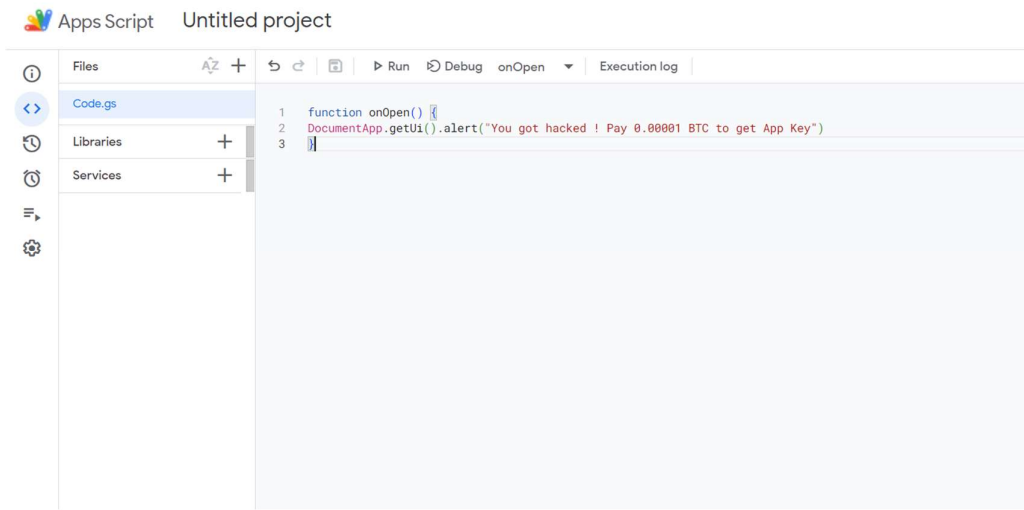 Apps Script Untitled project
Files AZ
Run Debug onOpen Execution log
Code.gs
Libraries
Services
1 function onOpen() {
2 DocumentApp.getUi().alert("You got hacked ! Pay 0.00001 BTC to get App Key")
3 }